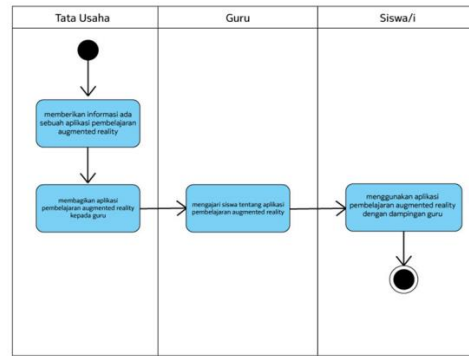 Tata Usaha
Guru
Siswa/i
memberikan informasi ada
sebuah aplikasi pembelajaran
augmented reality
membagikan aplikasi
pembelajaran augmented reality
kepada guru
mengajari siswa tentang aplikasi
pembelajaran augmented reality
menggunakan aplikasi
pembelajaran augmented reality
dengan dampingan guru